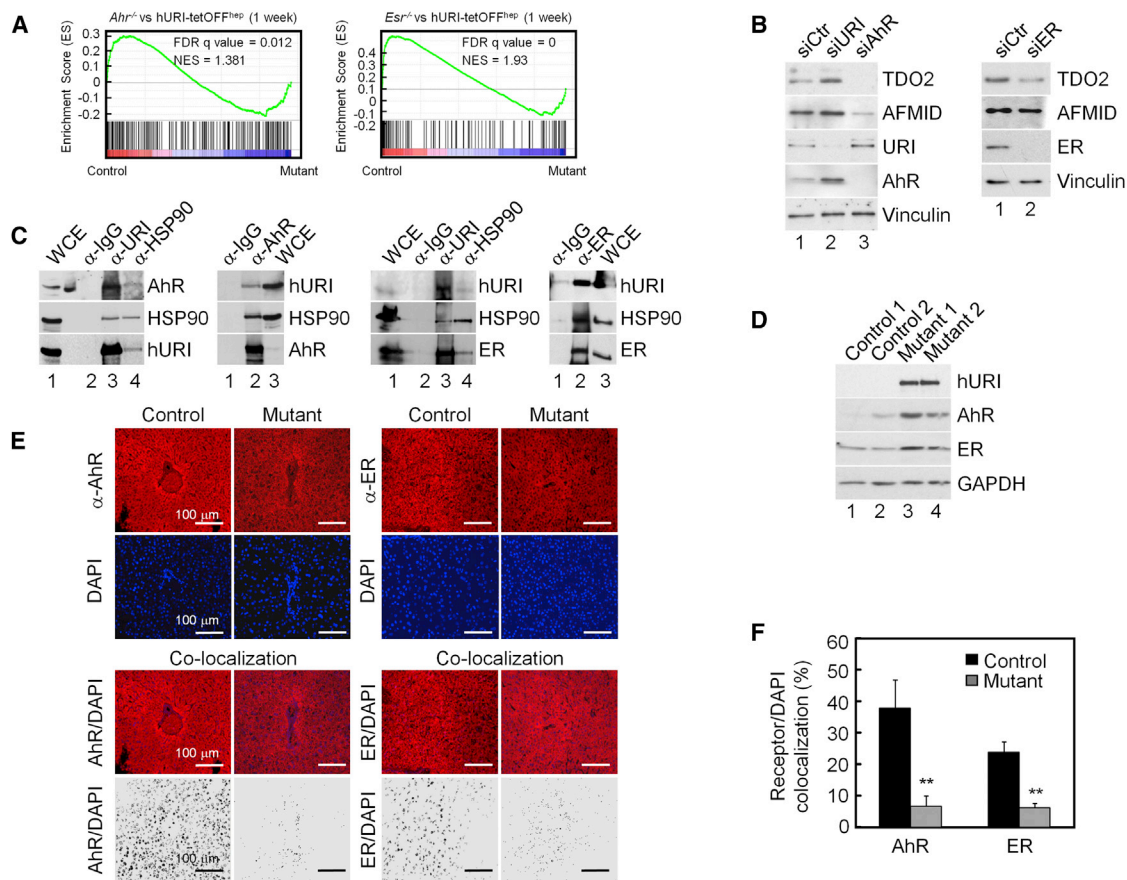 A
Ahr-/- vs hURI-tetOFFhep (1 week)
Enrichment Score (ES)
0.3
0.2
0.1
0
-0.1
-0.2
FDR q value = 0.012
NES = 1.381
Control
Mutant
Esr-/- vs hURI-tetOFFhep (1 week)
Enrichment Score (ES)
0.4
0.2
0.1
0
-0.1
-0.2
FDR q value = 0
NES = 1.93
Control
Mutant
B
siCtr
siURI
siAhR
TDO2
AFMID
URI
AhR
Vinculin
1 2 3
siCtr
siER
TDO2
AFMID
ER
Vinculin
1 2
C
WCE
α-IgG
α-URI
α-HSP90
AhR
HSP90
hURI
1 2 3 4
α-IgG
α-AhR
WCE
hURI
HSP90
AhR
1 2 3
WCE
α-IgG
α-URI
α-HSP90
hURI
HSP90
ER
1 2 3 4
α-IgG
α-ER
WCE
hURI
HSP90
ER
1 2 3
D
Control 1
Control 2
Mutant 1
Mutant 2
hURI
AhR
ER
GAPDH
1 2 3 4
E
Control
Mutant
Control
Mutant
α-AhR
100 μm
α-ER
DAPI
100 μm
DAPI
Co-localization
Co-localization
AhR/DAPI
100 μm
ER/DAPI
AhR/DAPI
100 μm
ER/DAPI
F
Receptor/DAPI
colocalization (%)
60
50
40
30
20
10
0
Control
Mutant
**
**
AhR
ER